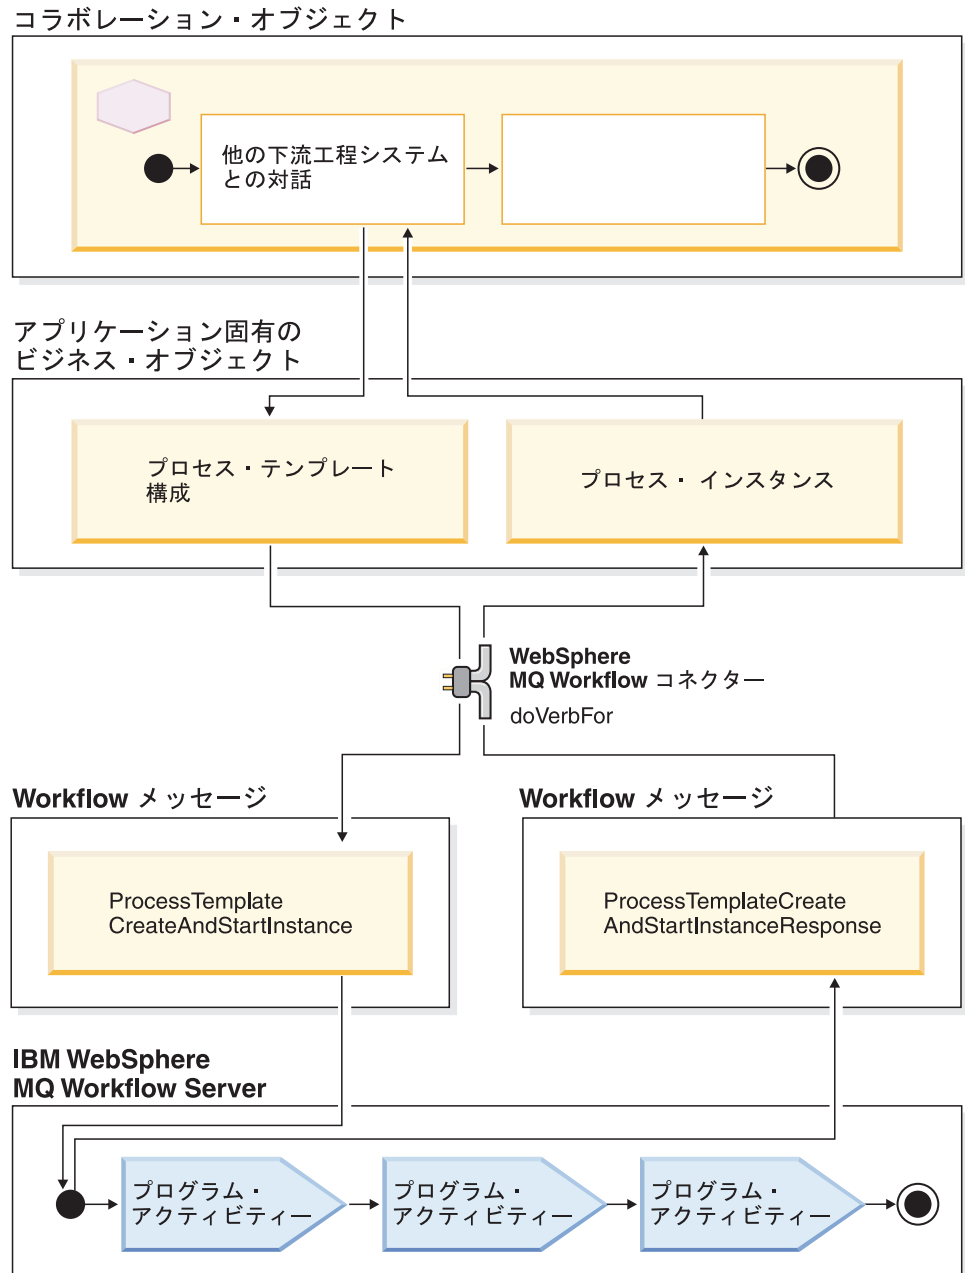 コラボレーション・オブジェクト
他の下流工程システム
との対話
アプリケーション固有の
ビジネス・オブジェクト
プロセス・テンプレート
構成
プロセス・ インスタンス
WebSphere
MQ Workflow コネクター
doVerbFor
Workflow メッセージ
Workflow メッセージ
ProcessTemplate
CreateAndStartInstance
ProcessTemplateCreate
AndStartInstanceResponse
IBM WebSphere
MQ Workflow Server
プログラム・
アクティビティー
プログラム・
アクティビティー
プログラム・
アクティビティー